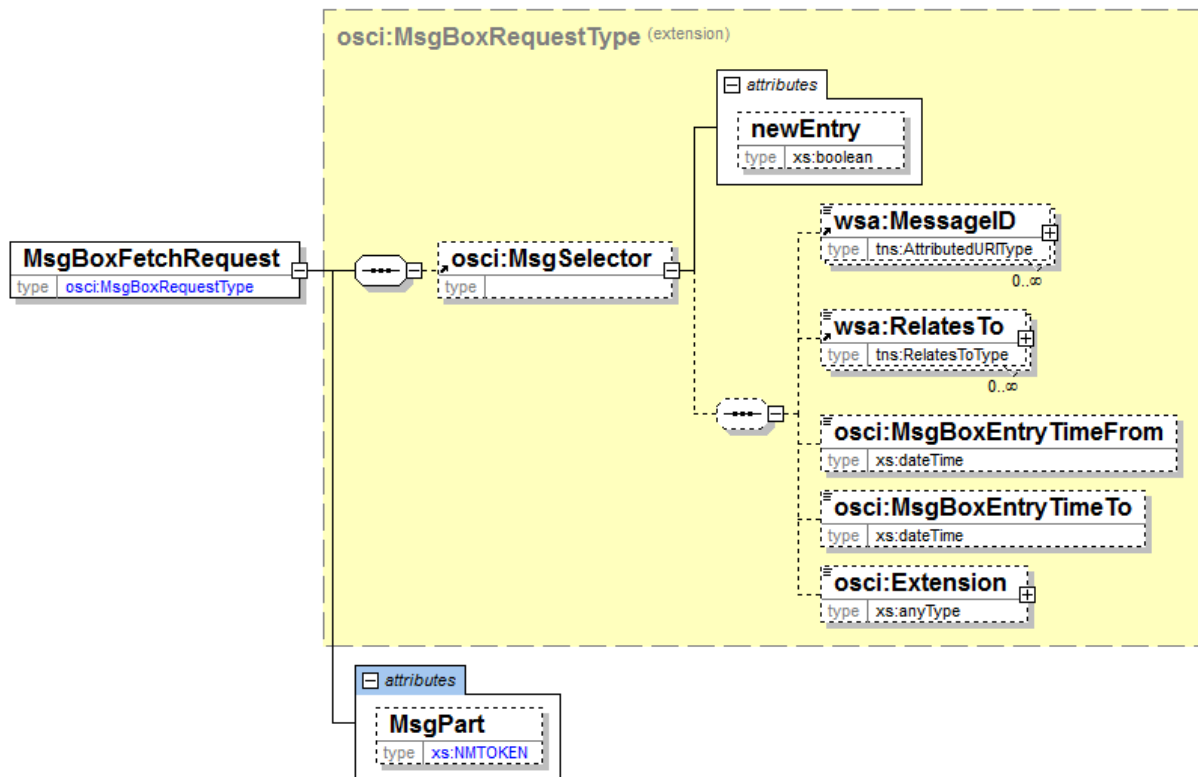 osci:MsgBoxRequestType (extension)
attributes
newEntry
type xs:boolean
wsa:MessageID
type tns:AttributedURIType
0..∞
MsgBoxFetchRequest
type osci:MsgBoxRequestType
osci:MsgSelector
type
wsa:RelatesTo
type tns:RelatesToType
0..∞
osci:MsgBoxEntryTimeFrom
type xs:dateTime
osci:MsgBoxEntryTimeTo
type xs:dateTime
osci:Extension
type xs:anyType
attributes
MsgPart
type xs:NMTOKEN